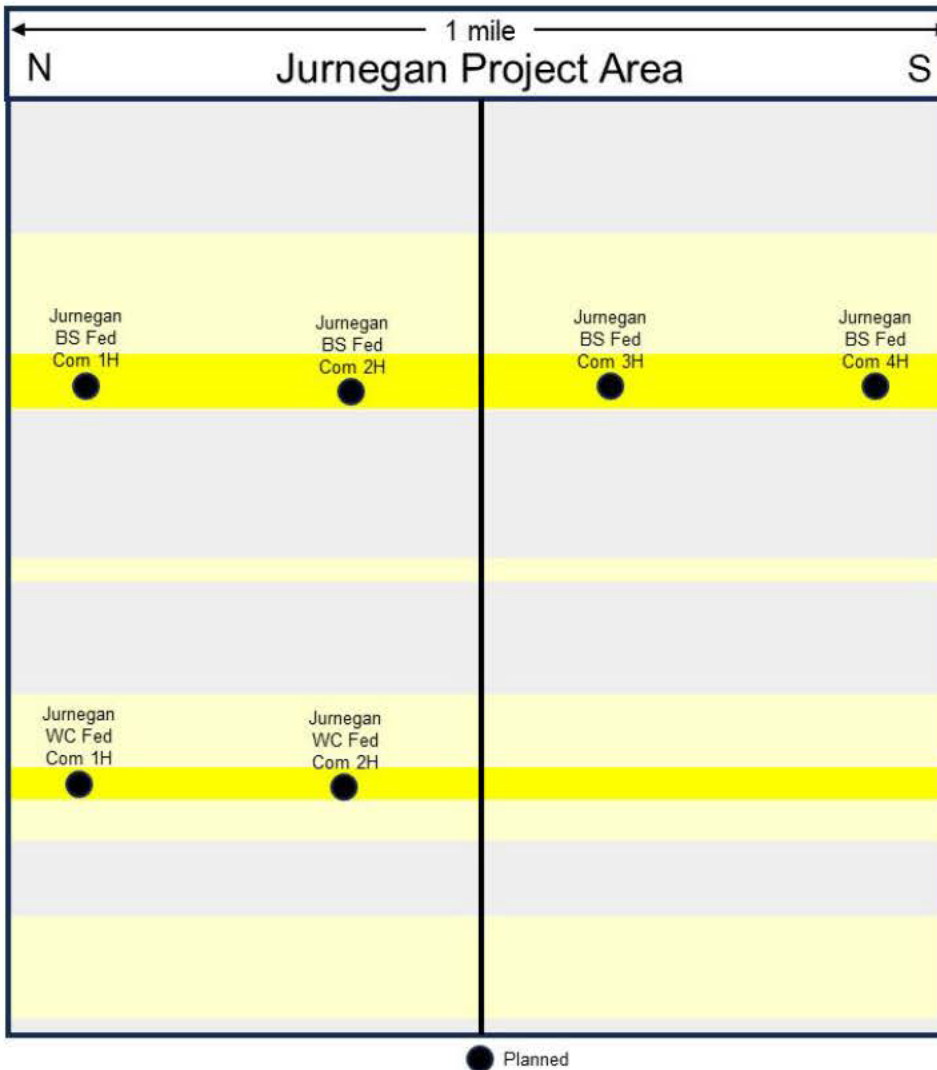 1 mile
N
Jurnegan Project Area
S
Jurnegan
BS Fed
Com 1H
Jurnegan
BS Fed
Com 2H
Jurnegan
BS Fed
Com 3H
Jurnegan
BS Fed
Com 4H
Jurnegan
WC Fed
Com 1H
Jurnegan
WC Fed
Com 2H
Planned